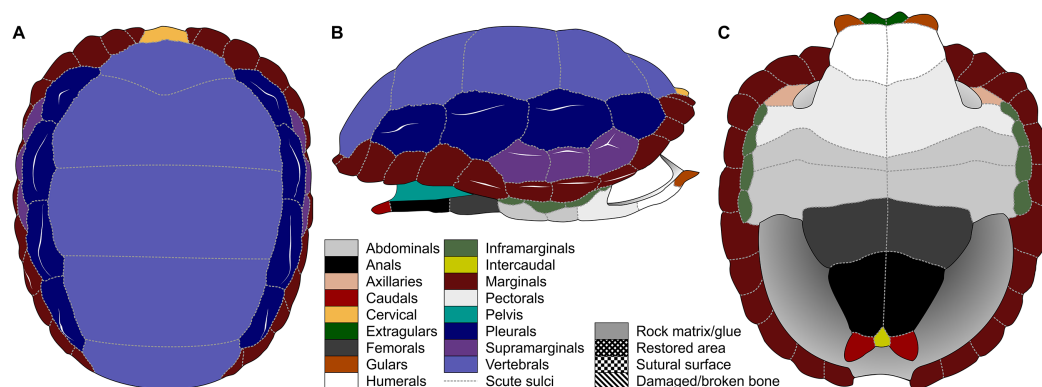 A
B
C
Abdominals
Anals
Axillaries
Caudals
Cervical
Extragulars
Femorals
Gulars
Humerals
Inframarginals
Intercaudal
Marginals
Pectorals
Pelvis
Pleurals
Supramarginals
Vertebrals
Scute sulci
Rock matrix/glue
Restored area
Sutural surface
Damaged/broken bone